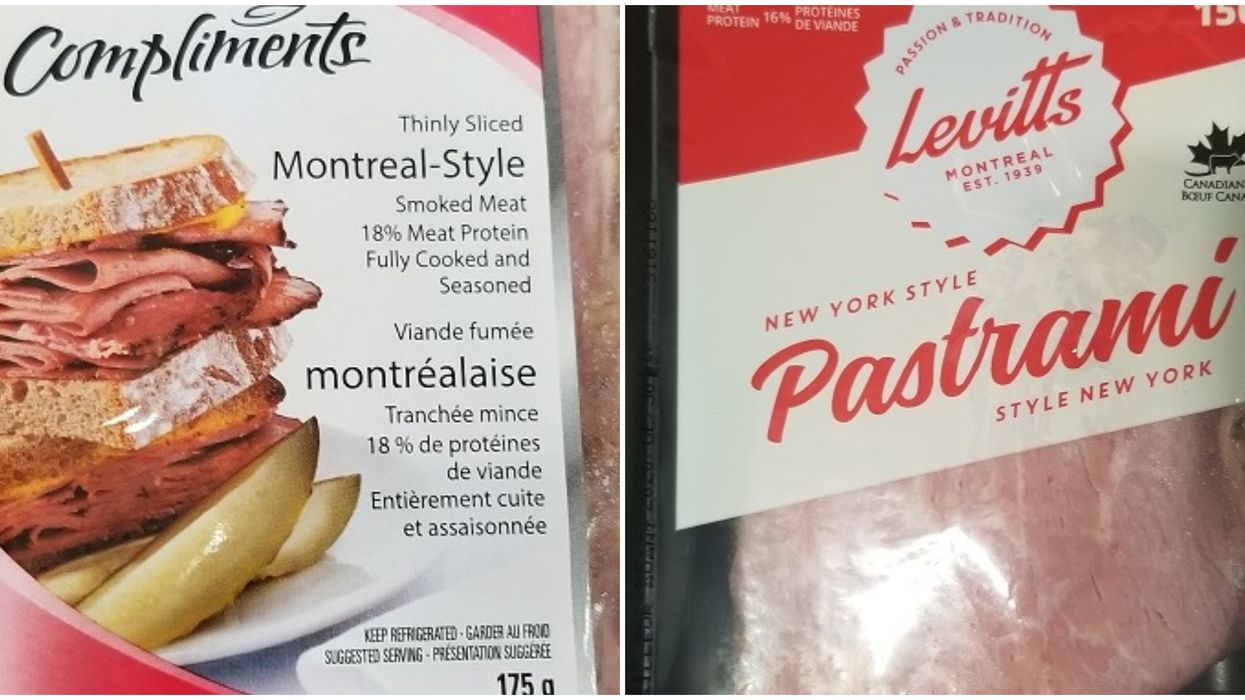 Compliments
Thinly Sliced
Montreal-Style
Smoked Meat
18% Meat Protein
Fully Cooked and
Seasoned
Viande fumée
montréalaise
Tranchée mince
18 % de protéines
de viande
Entièrement cuite
et assaisonnée
KEEP REFRIGERATED · GARDER AU FROID
SUGGESTED SERVING - PRÉSENTATION SUGGÉRÉE
175 g
MEAT PROTEIN 16% PROTÉINES DE VIANDE
PASSION & TRADITION
Levitts
MONTREAL
EST. 1939
CANADIAN
BŒUF
NEW YORK STYLE
Pastrami
STYLE NEW YORK